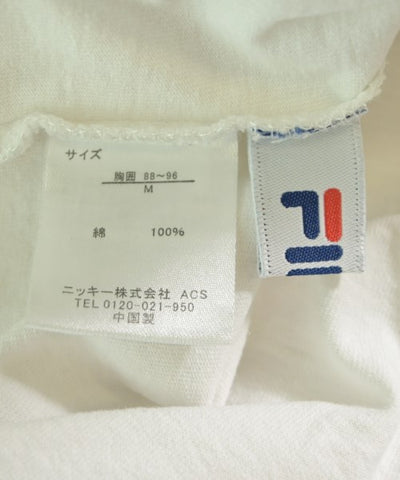 サイズ
胸囲 88～96
M
綿 100%
ニッキー株式会社 ACS
TEL 0120-021-950
中国製
FI